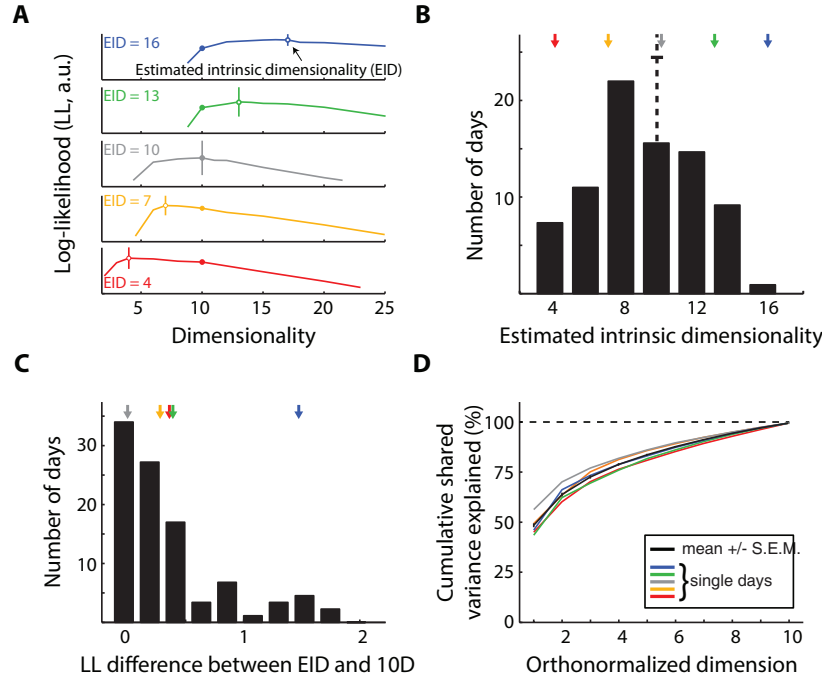 A
Log-likelihood (LL, a.u.)
EID = 16
Estimated intrinsic dimensionality (EID)
EID = 13
EID = 10
EID = 7
EID = 4
5 10 15 20 25
Dimensionality
B
Number of days
20
10
4 8 12 16
Estimated intrinsic dimensionality
C
Number of days
30
20
10
0 1 2
LL difference between EID and 10D
D
Cumulative shared
variance explained (%)
100
75
50
25
0
mean +/- S.E.M.
single days
2 4 6 8 10
Orthonormalized dimension